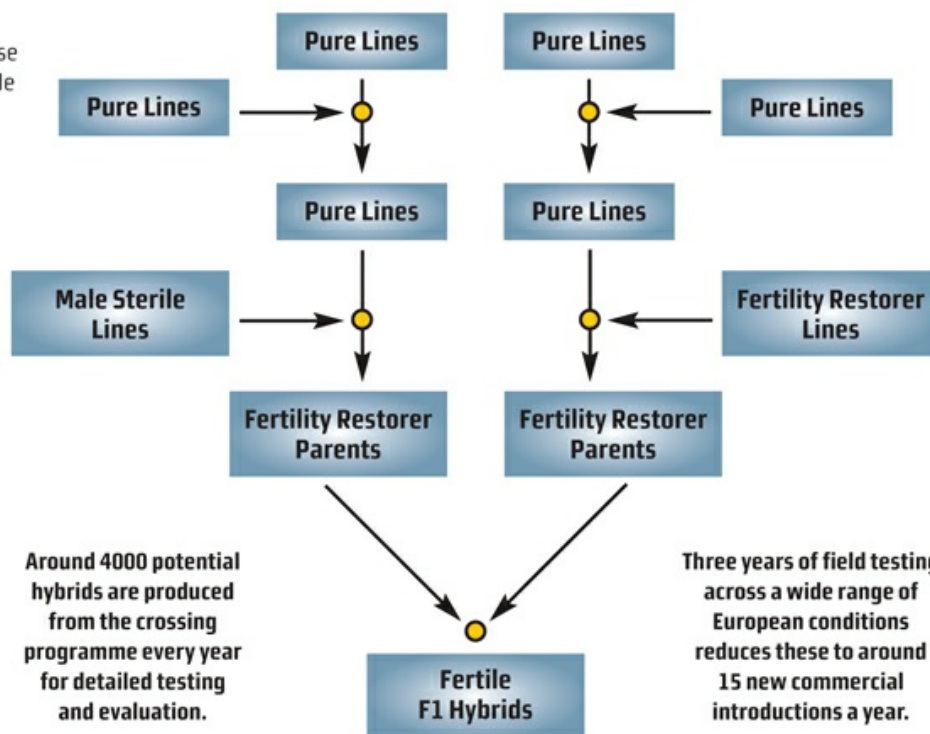 Pure Lines
Pure Lines
Pure Lines
Pure Lines
Pure Lines
Pure Lines
Male Sterile
Lines
Fertility Restorer
Lines
Fertility Restorer
Parents
Fertility Restorer
Parents
Around 4000 potential
hybrids are produced
from the crossing
programme every year
for detailed testing
and evaluation.
Three years of field testing
across a wide range of
European conditions
reduces these to around
15 new commercial
introductions a year.
Fertile
F1 Hybrids